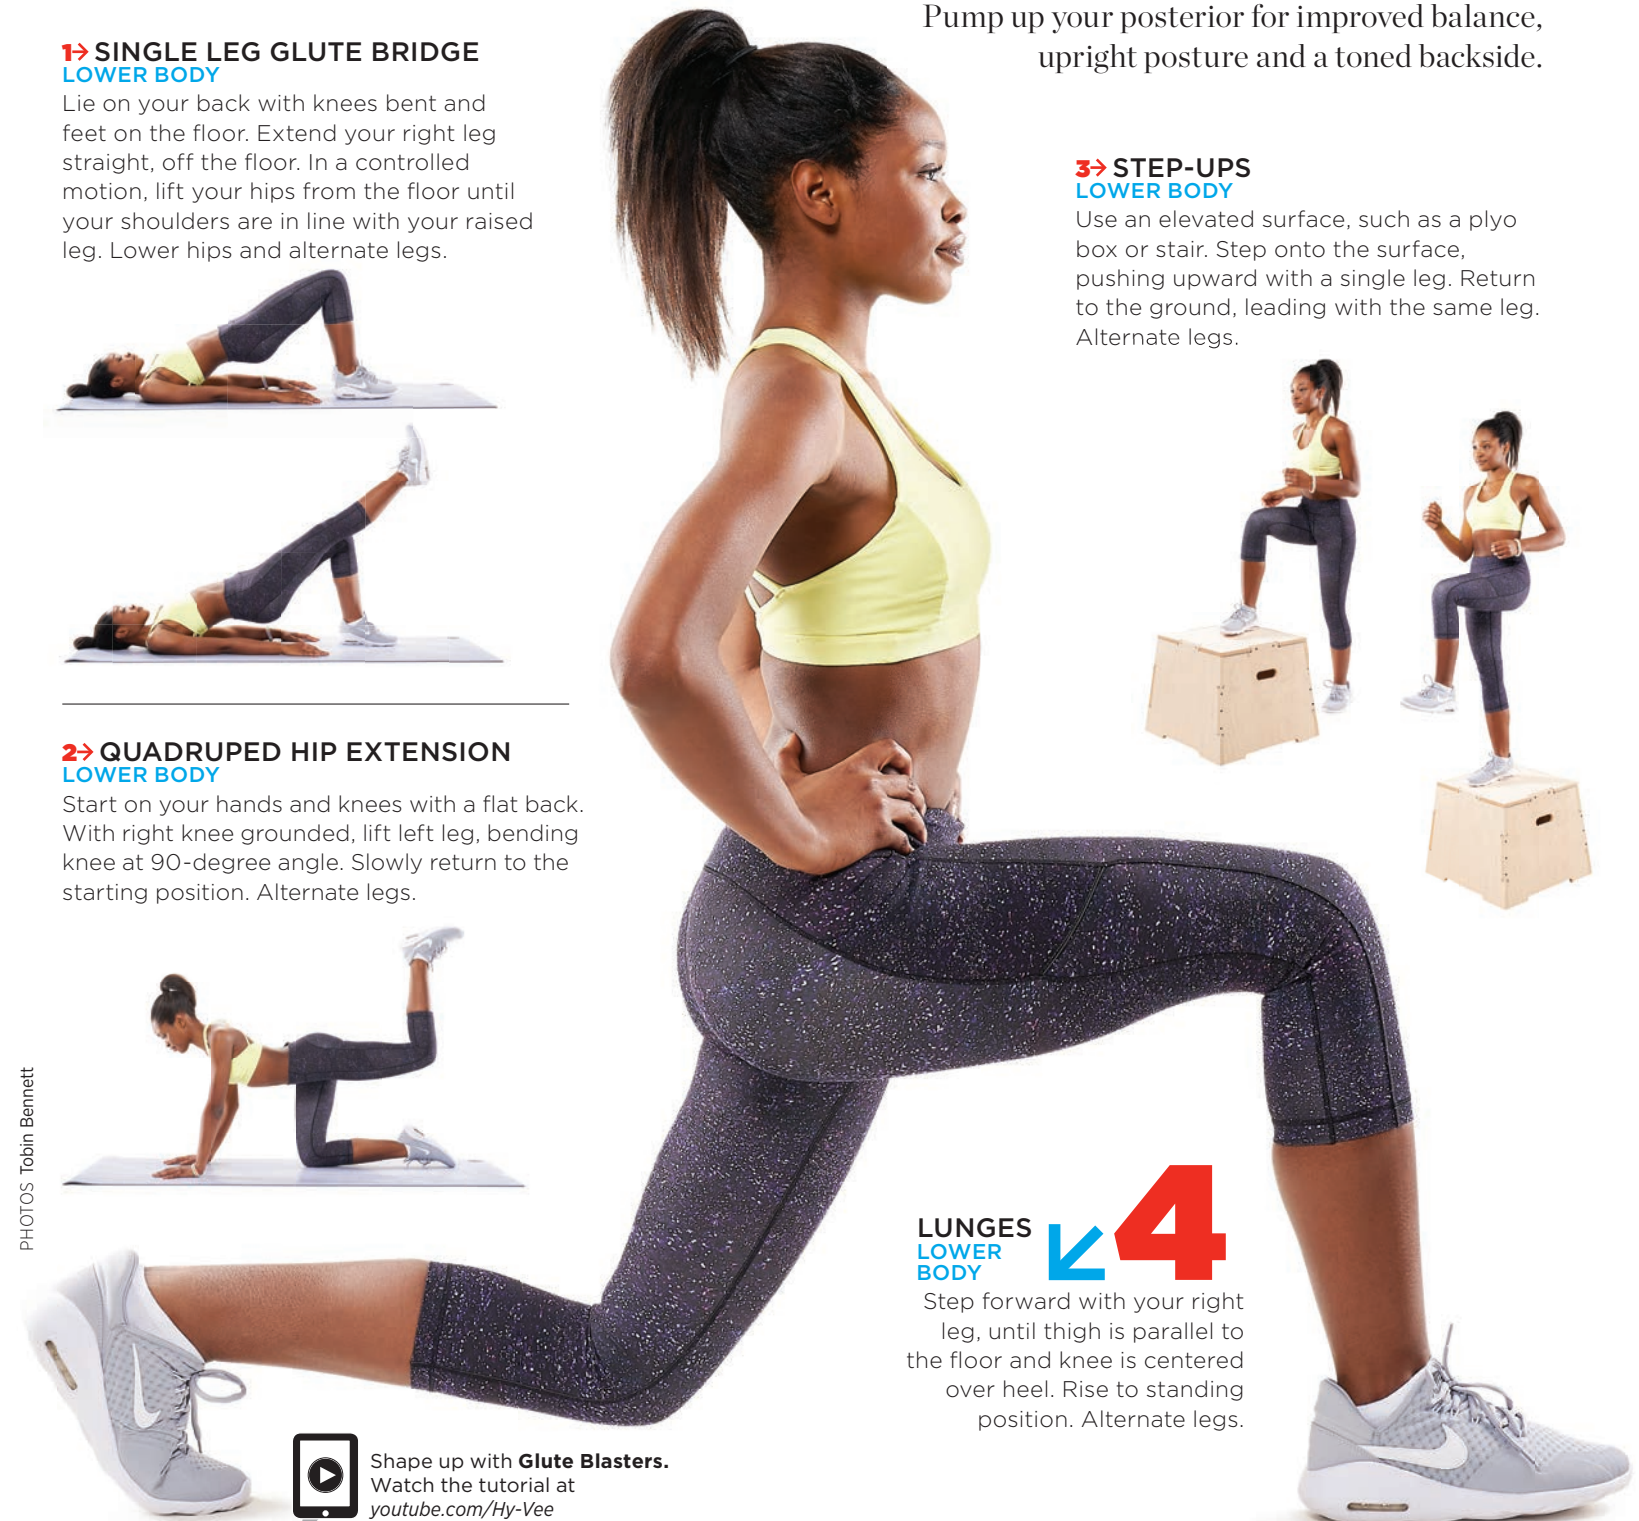 Pump up your posterior for improved balance,
upright posture and a toned backside.
1→ SINGLE LEG GLUTE BRIDGE
LOWER BODY
Lie on your back with knees bent and
feet on the floor. Extend your right leg
straight, off the floor. In a controlled
motion, lift your hips from the floor until
your shoulders are in line with your raised
leg. Lower hips and alternate legs.
2→ QUADRUPED HIP EXTENSION
LOWER BODY
Start on your hands and knees with a flat back.
With right knee grounded, lift left leg, bending
knee at 90-degree angle. Slowly return to the
starting position. Alternate legs.
3→ STEP-UPS
LOWER BODY
Use an elevated surface, such as a plyo
box or stair. Step onto the surface,
pushing upward with a single leg. Return
to the ground, leading with the same leg.
Alternate legs.
4
LUNGES
LOWER
BODY
Step forward with your right
leg, until thigh is parallel to
the floor and knee is centered
over heel. Rise to standing
position. Alternate legs.
Shape up with Glute Blasters.
Watch the tutorial at
youtube.com/Hy-Vee
PHOTOS Tobin Bennett